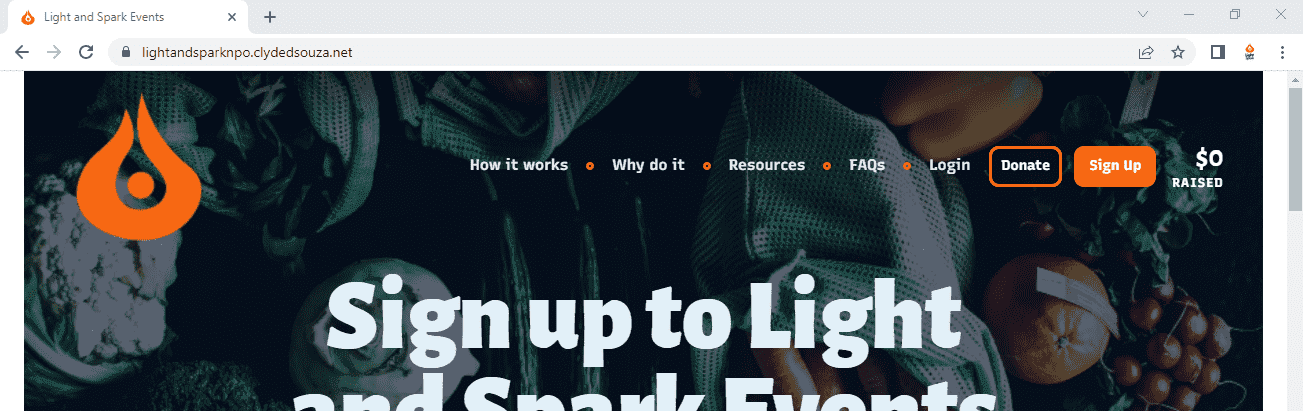 Light and Spark Events
lightandsparknpo.clydedsouza.net
How it works Why do it Resources FAQs Login Donate Sign Up $0
RAISED
Sign up to Light
and Spark Events